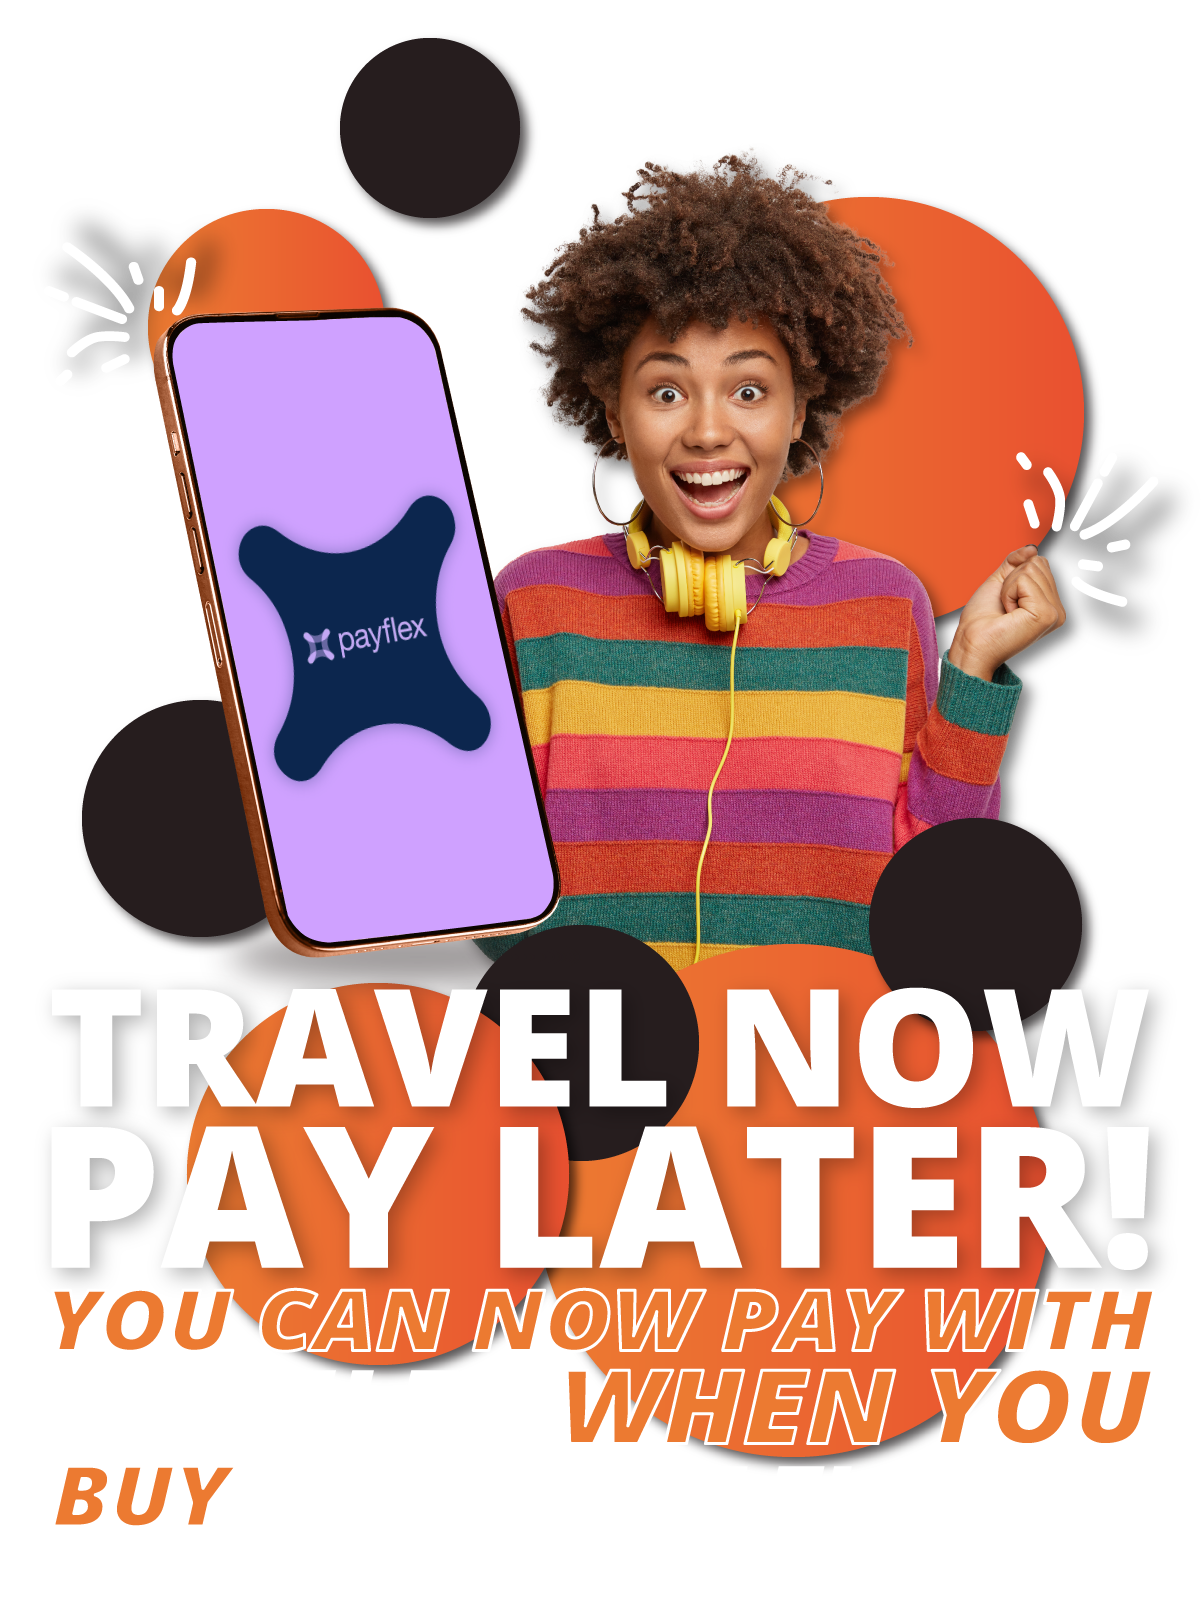 payflex
TRAVEL NOW
PAY LATER!
YOU CAN NOW PAY WITH
WHEN YOU
BUY